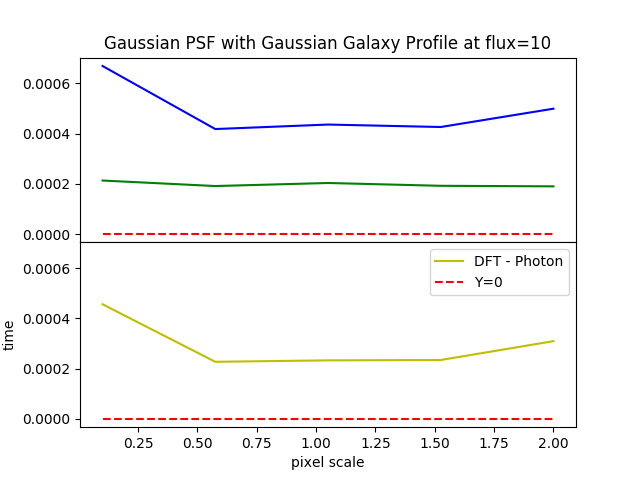 Gaussian PSF with Gaussian Galaxy Profile at flux=10
0.0006
0.0004
0.0002
0.0000
DFT - Photon
Y=0
0.0006
0.0004
0.0002
0.0000
time
0.25 0.50 0.75 1.00 1.25 1.50 1.75 2.00
pixel scale